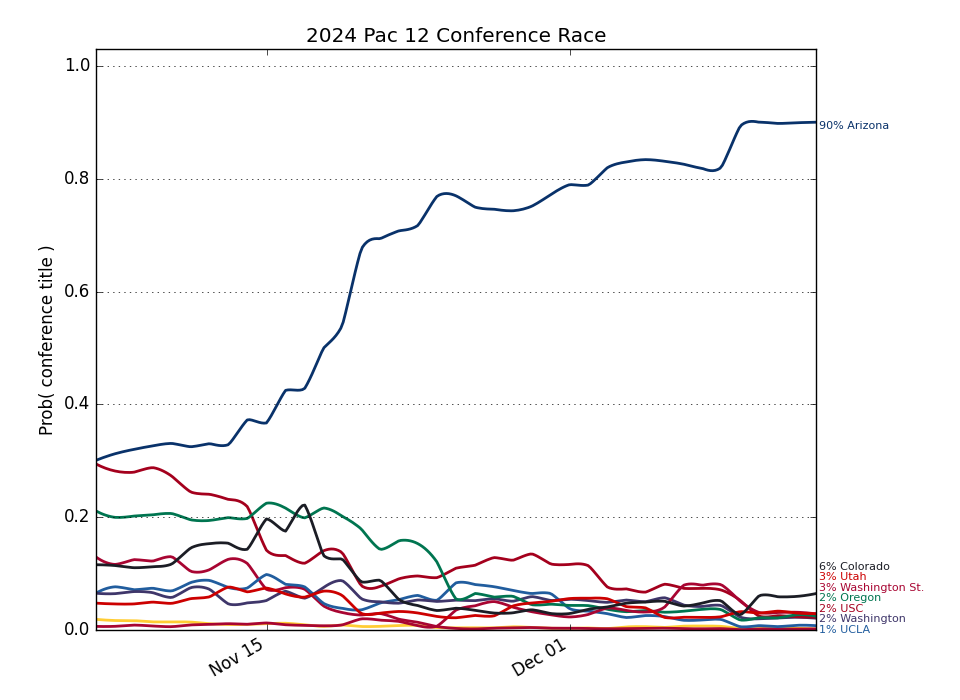 2024 Pac 12 Conference Race
Prob( conference title )
1.0
0.8
0.6
0.4
0.2
0.0
Nov 15
Dec 01
90% Arizona
6% Colorado
3% Utah
3% Washington St.
2% Oregon
2% USC
2% Washington
1% UCLA